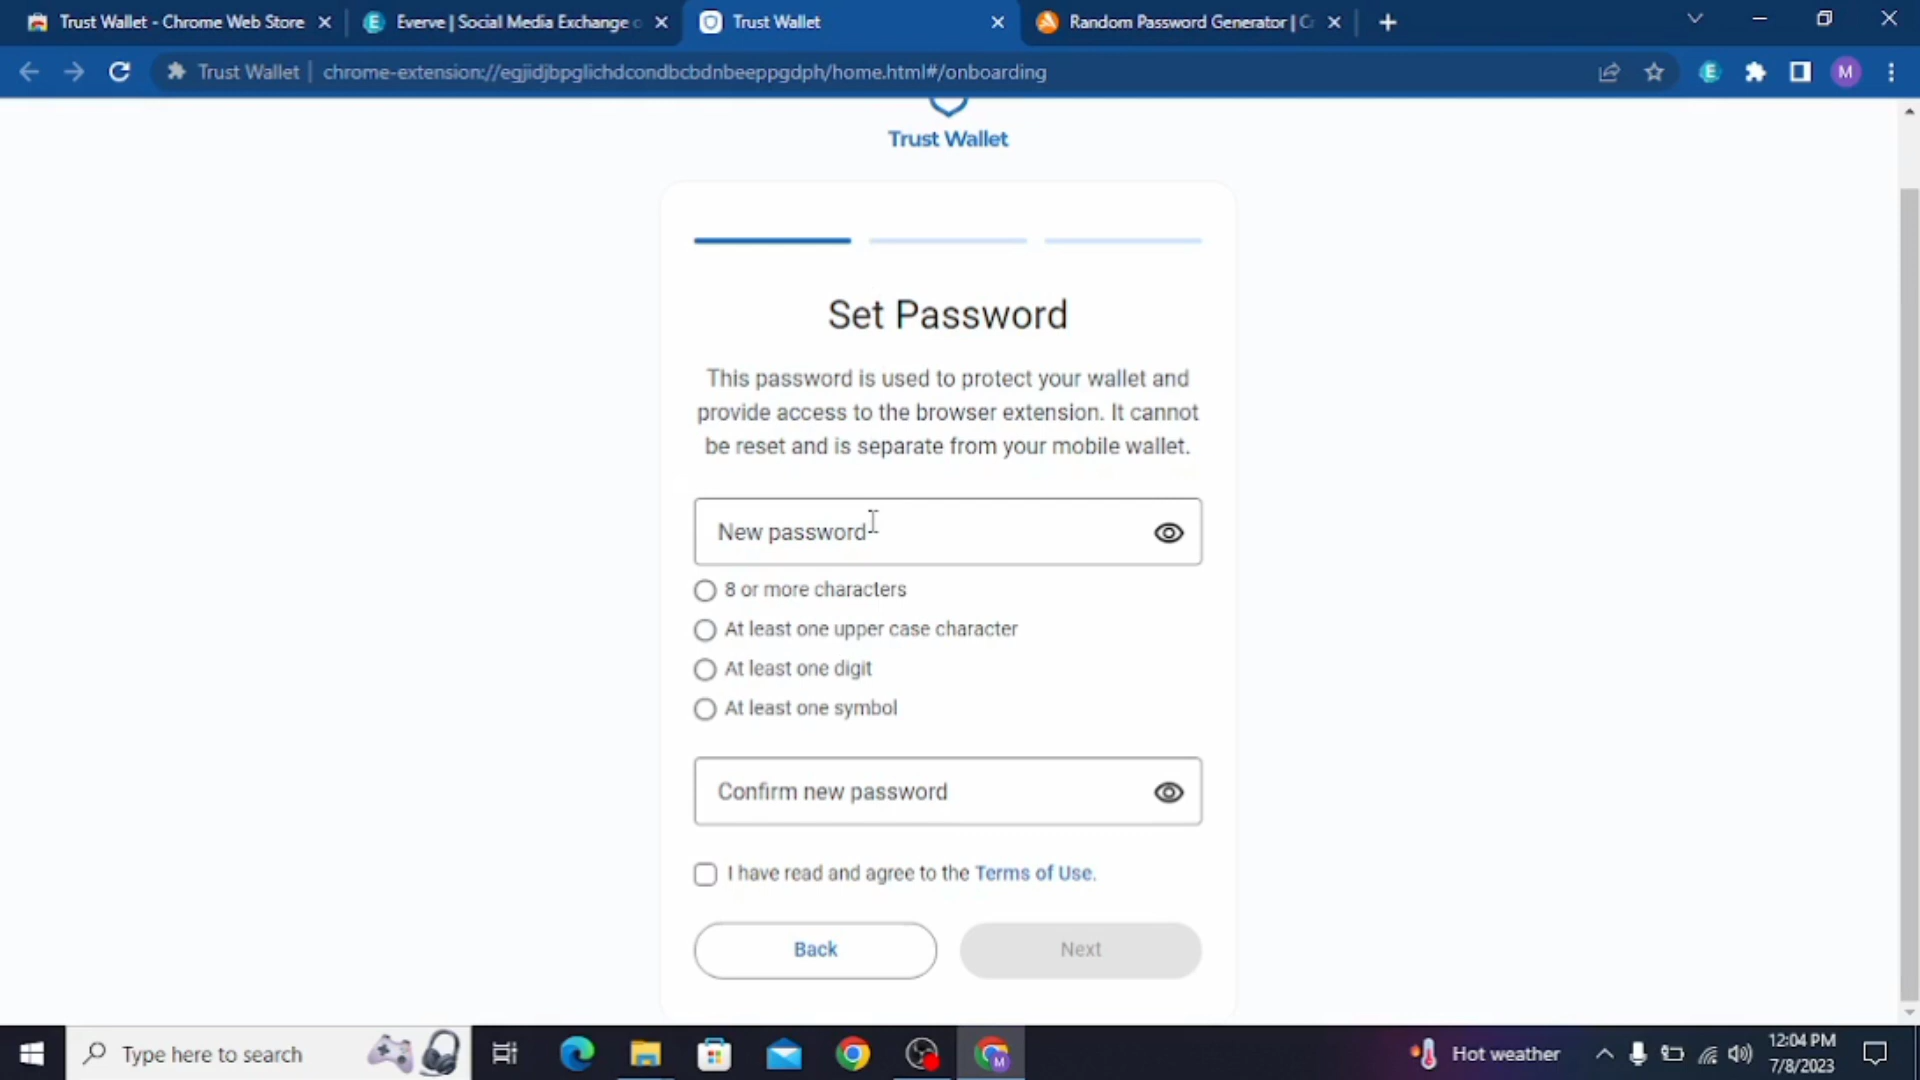 Trust Wallet - Chrome Web Store
Everve | Social Media Exchange
Trust Wallet
Random Password Generator |
Trust Wallet | chrome-extension://egjidjbpglichdcondbcbdnbeeppgdph/home.html#/onboarding
M
Trust Wallet
Set Password
This password is used to protect your wallet and
provide access to the browser extension. It cannot
be reset and is separate from your mobile wallet.
New password
8 or more characters
At least one upper case character
At least one digit
At least one symbol
Confirm new password
I have read and agree to the Terms of Use.
Back
Next
Type here to search
Hot weather
12:04 PM
7/8/2023